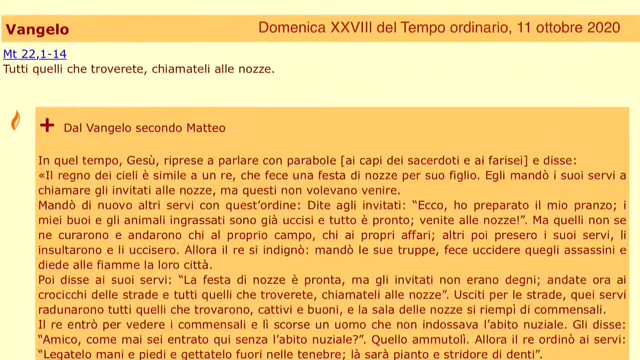 Vangelo
Domenica XXVIII del Tempo ordinario, 11 ottobre 2020
Mt 22,1-14
Tutti quelli che troverete, chiamateli alle nozze.
+ Dal Vangelo secondo Matteo
In quel tempo, Gesù, riprese a parlare con parabole [ai capi dei sacerdoti e ai farisei] e disse:
«Il regno dei cieli è simile a un re, che fece una festa di nozze per suo figlio. Egli mandò i suoi servi a
chiamare gli invitati alle nozze, ma questi non volevano venire.
Mandò di nuovo altri servi con quest'ordine: Dite agli invitati: "Ecco, ho preparato il mio pranzo; i
miei buoi e gli animali ingrassati sono già uccisi e tutto è pronto; venite alle nozze!". Ma quelli non se
ne curarono e andarono chi al proprio campo, chi ai propri affari; altri poi presero i suoi servi, li
insultarono e li uccisero. Allora il re si indignò: mandò le sue truppe, fece uccidere quegli assassini e
diede alle fiamme la loro città.
Poi disse ai suoi servi: "La festa di nozze è pronta, ma gli invitati non erano degni; andate ora ai
crocicchi delle strade e tutti quelli che troverete, chiamateli alle nozze". Usciti per le strade, quei servi
radunarono tutti quelli che trovarono, cattivi e buoni, e la sala delle nozze si riempì di commensali.
Il re entrò per vedere i commensali e lì scorse un uomo che non indossava l'abito nuziale. Gli disse:
"Amico, come mai sei entrato qui senza l'abito nuziale?". Quello ammutolì. Allora il re ordinò ai servi:
"Legatelo mani e piedi e gettatelo fuori nelle tenebre; là sarà pianto e stridore di denti".